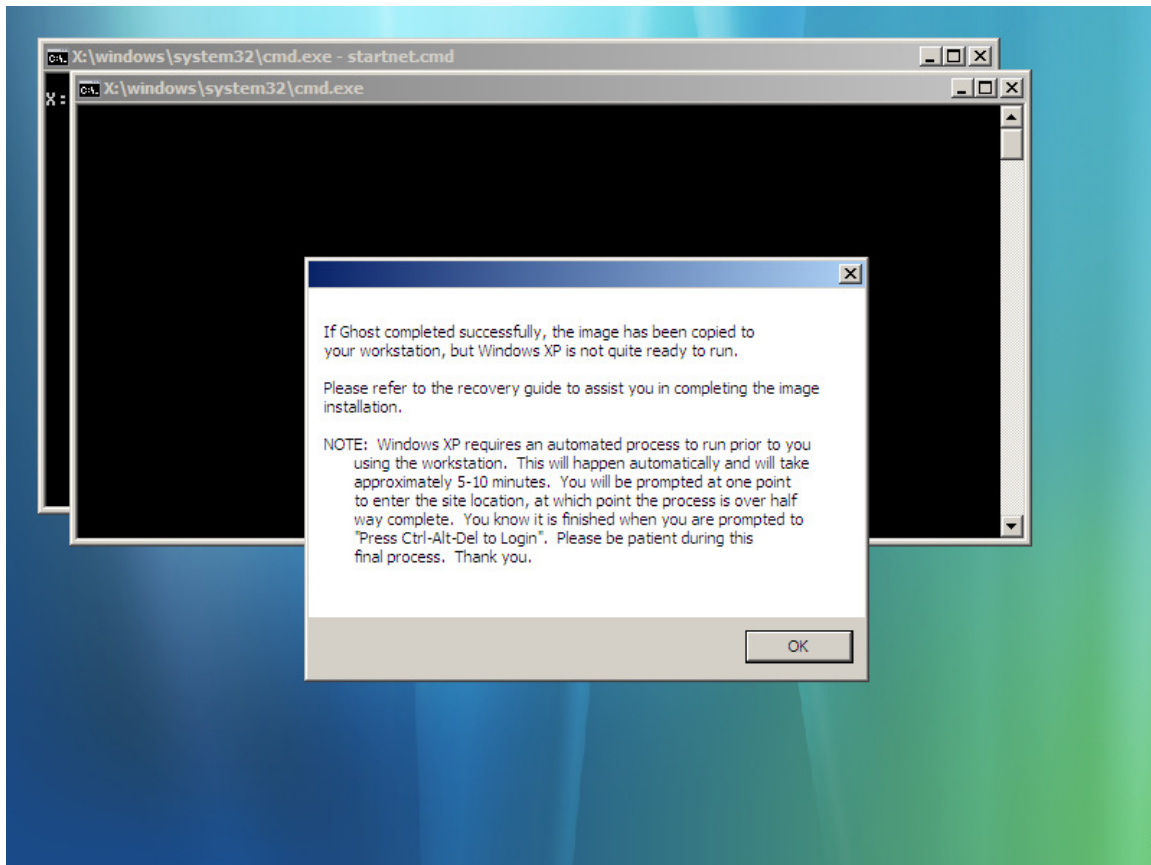 X:\windows\system32\cmd.exe - startnet.cmd
X:
X:\windows\system32\cmd.exe
If Ghost completed successfully, the image has been copied to
your workstation, but Windows XP is not quite ready to run.
Please refer to the recovery guide to assist you in completing the image
installation.
NOTE:  Windows XP requires an automated process to run prior to you
using the workstation.  This will happen automatically and will take
approximately 5-10 minutes.  You will be prompted at one point
to enter the site location, at which point the process is over half
way complete.  You know it is finished when you are prompted to
"Press Ctrl-Alt-Del to Login".  Please be patient during this
final process.  Thank you.
OK